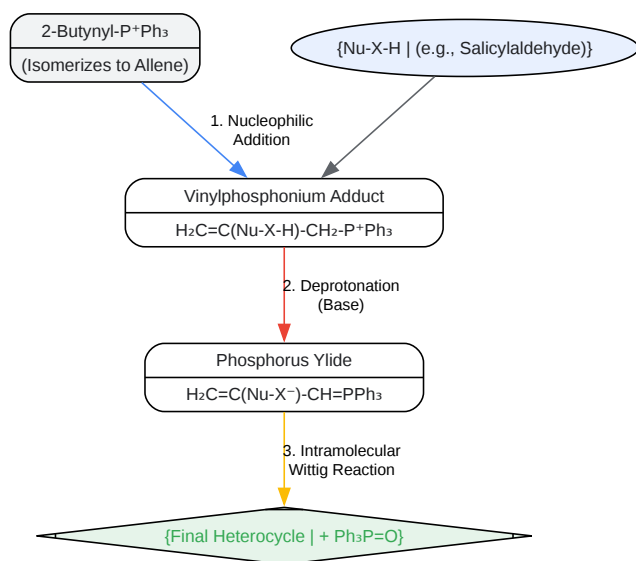 2-Butynyl-P⁺Ph₃
(Isomerizes to Allene)
{Nu-X-H | (e.g., Salicylaldehyde)}
1. Nucleophilic
Addition
Vinylphosphonium Adduct
H₂C=C(Nu-X-H)-CH₂-P⁺Ph₃
2. Deprotonation
(Base)
Phosphorus Ylide
H₂C=C(Nu-X⁻)-CH=PPh₃
3. Intramolecular
Wittig Reaction
{Final Heterocycle | + Ph₃P=O}